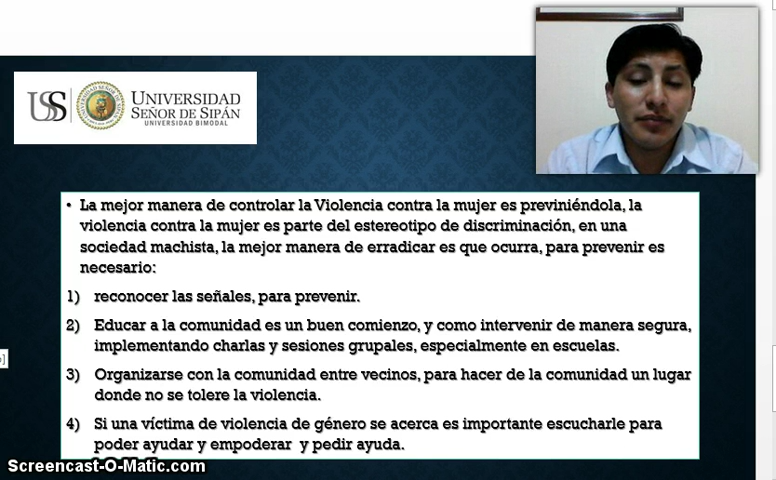 USS
UNIVERSIDAD
SEÑOR DE SIPÁN
UNIVERSIDAD BIMODAL
• La mejor manera de controlar la Violencia contra la mujer es previniéndola, la
violencia contra la mujer es parte del estereotipo de discriminación, en una
sociedad machista, la mejor manera de erradicar es que ocurra, para prevenir es
necesario:
1) reconocer las señales, para prevenir.
2) Educar a la comunidad es un buen comienzo, y como intervenir de manera segura,
implementando charlas y sesiones grupales, especialmente en escuelas.
3) Organizarse con la comunidad entre vecinos, para hacer de la comunidad un lugar
donde no se tolere la violencia.
4) Si una víctima de violencia de género se acerca es importante escucharle para
poder ayudar y empoderar y pedir ayuda.
Screencast-O-Matic.com